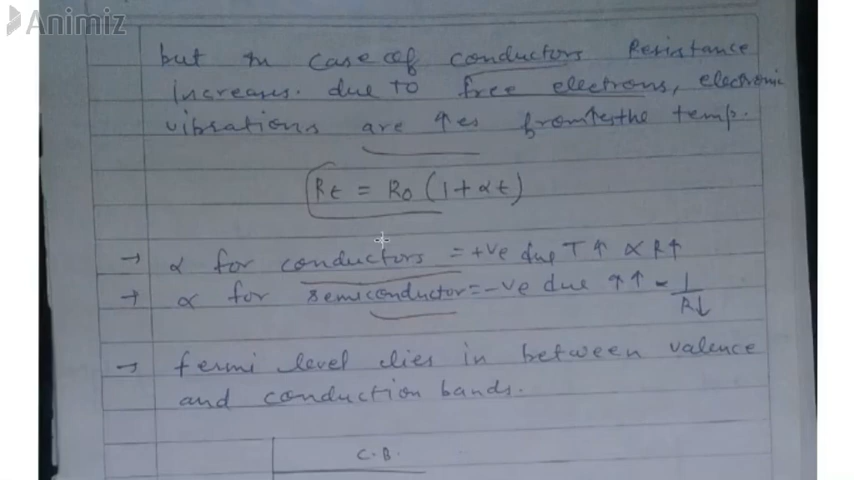 Animiz
but in case of conductors Resistance
increases. due to free electrons, electronic
vibrations are ↑es from the temp.
Rt = R0 (1+αt)
→ α for conductors = +ve due T↑ ∝ R↑
→ α for semiconductor = -ve due ↑↑ - 1/R↓
→ fermi level lies in between valence
and conduction bands.
C.B.